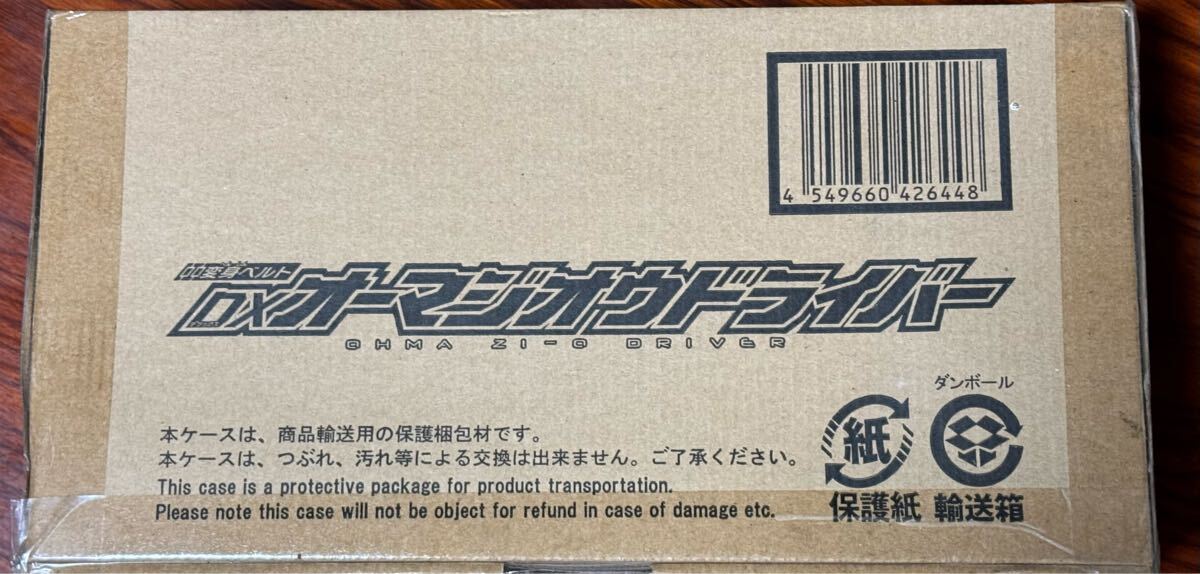 4 549660 426448
変身ベルト
DXオーマジオウドライバー
OHMA ZI-O DRIVER
本ケースは、商品輸送用の保護梱包材です。
本ケースは、つぶれ、汚れ等による交換は出来ません。ご了承ください。
This case is a protective package for product transportation.
Please note this case will not be object for refund in case of damage etc.
紙
保護紙
ダンボール
輸送箱